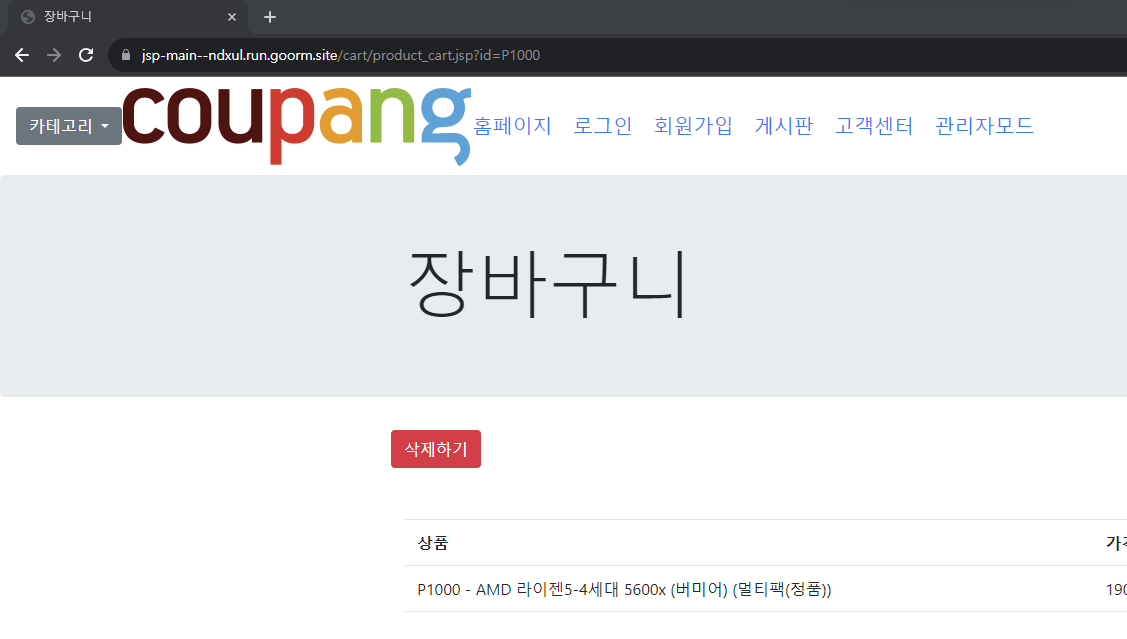 장바구니
jsp-main--ndxul.run.goorm.site/cart/product_cart.jsp?id=P1000
카테고리 coupang 홈페이지 로그인 회원가입 게시판 고객센터 관리자모드
장바구니
삭제하기
상품
P1000 - AMD 라이젠5-4세대 5600x (버미어) (멀티팩(정품)) 190